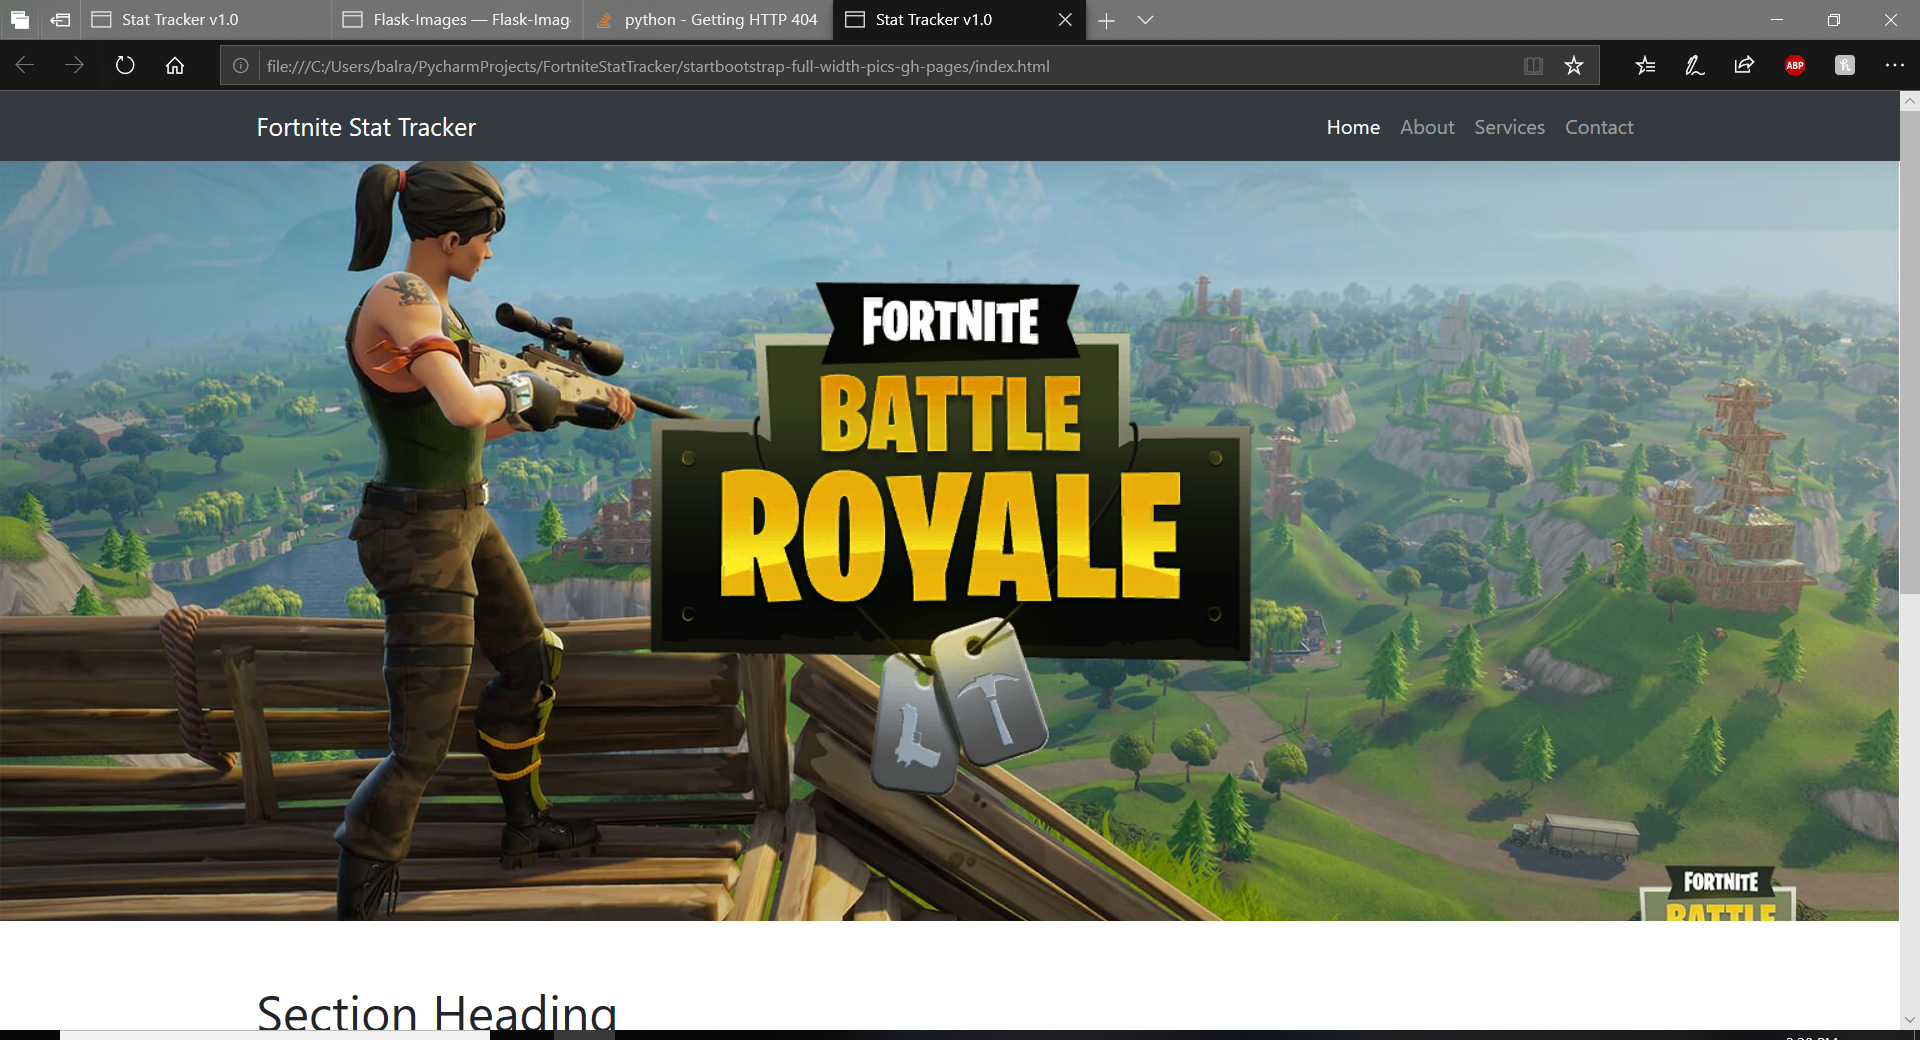 Stat Tracker v1.0
Flask-Images — Flask-Imag
python - Getting HTTP 404
Stat Tracker v1.0
file:///C:/Users/balra/PycharmProjects/FortniteStatTracker/startbootstrap-full-width-pics-gh-pages/index.html
ABP
Fortnite Stat Tracker
Home About Services Contact
FORTNITE
BATTLE
ROYALE
FORTNITE
BATTLE
Section Heading